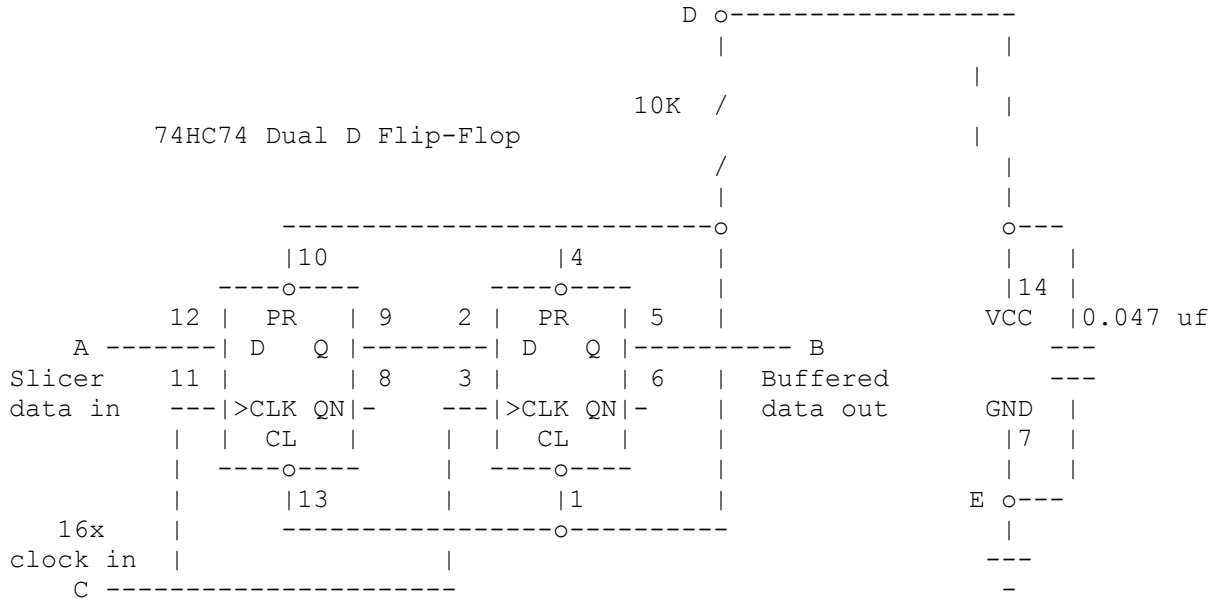 D
10K
74HC74 Dual D Flip-Flop
10 4
14
12 PR 9 2 PR 5 VCC 0.047 uf
A D Q D Q B
Slicer 11 8 3 6 Buffered
data in >CLK QN >CLK QN data out GND
CL CL 7
13 1 E
16x
clock in
C